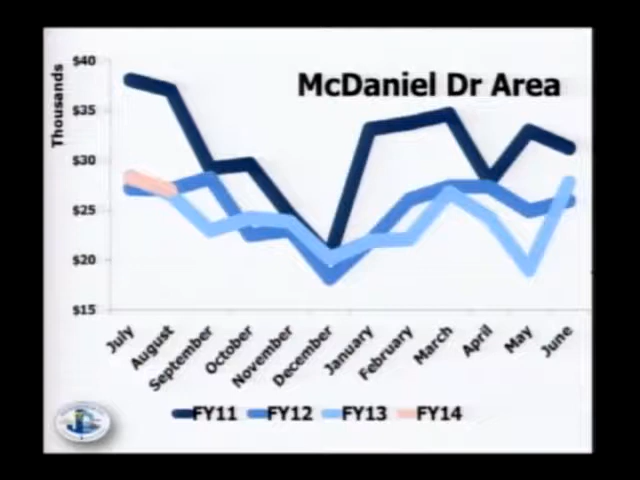 McDaniel Dr Area
Thousands
$40
$35
$30
$25
$20
$15
July
August
September
October
November
December
January
February
March
April
May
June
FY11
FY12
FY13
FY14